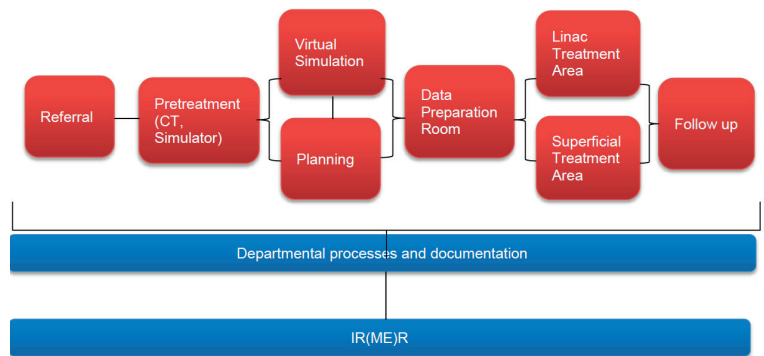 Referral
Pretreatment
(CT,
Simulator)
Virtual
Simulation
Planning
Data
Preparation
Room
Linac
Treatment
Area
Superficial
Treatment
Area
Follow up
Departmental processes and documentation
IR(ME)R